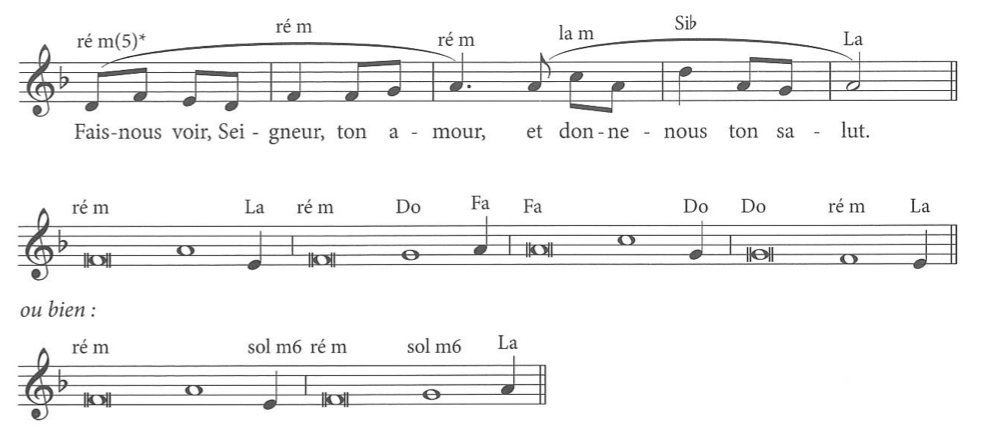 ré m(5)* ré m ré m la m Si♭ La
Fais-nous voir, Sei - gneur, ton a - mour, et don - ne - nous ton sa - lut.
ré m La ré m Do Fa Fa Do Do ré m La
ou bien :
ré m sol m6 ré m sol m6 La